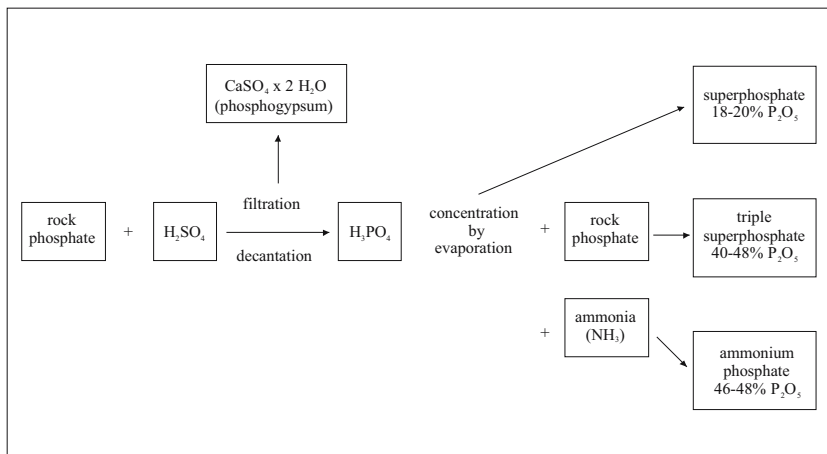 CaSO₄ x 2 H₂O
(phosphogypsum)
superphosphate
18-20% P₂O₅
filtration
rock
phosphate
+
H₂SO₄
decantation
H₃PO₄
concentration
by
evaporation
+
rock
phosphate
triple
superphosphate
40-48% P₂O₅
+
ammonia
(NH₃)
ammonium
phosphate
46-48% P₂O₅